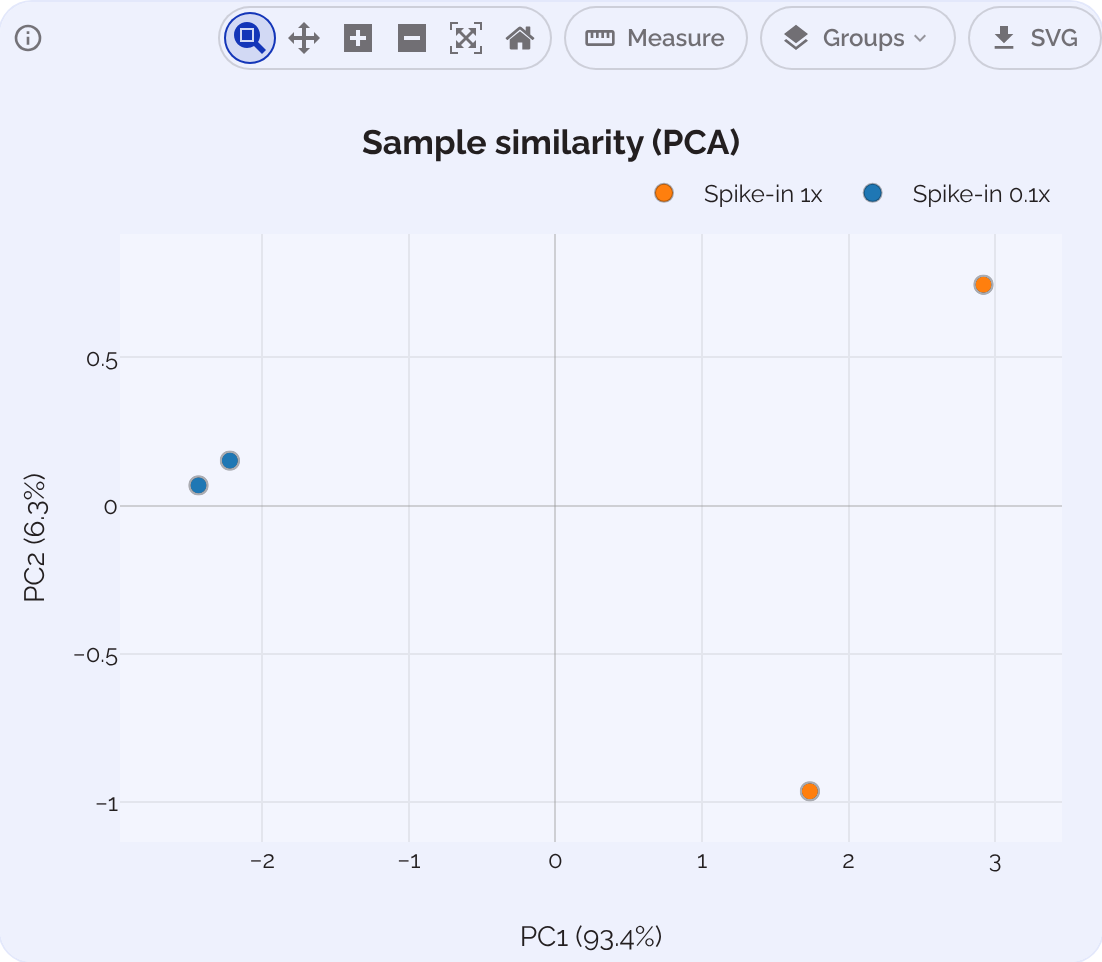 Measure
Groups
SVG
Sample similarity (PCA)
Spike-in 1x
Spike-in 0.1x
0.5
0
−0.5
−1
PC2 (6.3%)
−2
−1
0
1
2
3
PC1 (93.4%)